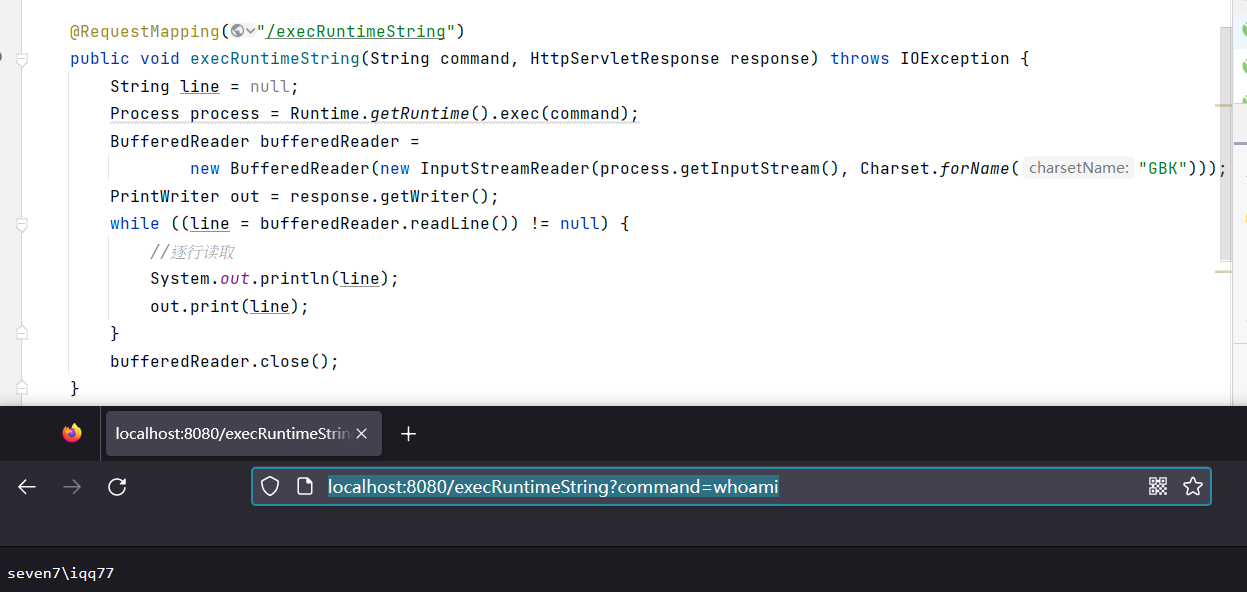 @RequestMapping("/execRuntimeString")
public void execRuntimeString(String command, HttpServletResponse response) throws IOException {
String line = null;
Process process = Runtime.getRuntime().exec(command);
BufferedReader bufferedReader =
new BufferedReader(new InputStreamReader(process.getInputStream(), Charset.forName( charsetName: "GBK")));
PrintWriter out = response.getWriter();
while ((line = bufferedReader.readLine()) != null) {
//逐行读取
System.out.println(line);
out.print(line);
}
bufferedReader.close();
}
localhost:8080/execRuntimeStrin
localhost:8080/execRuntimeString?command=whoami
seven7\iqq77